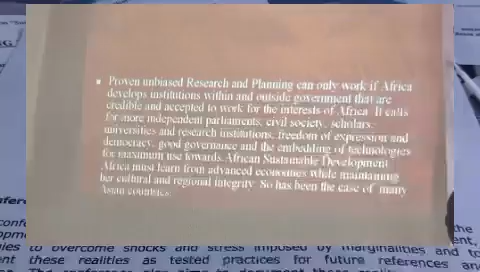 ▪ Proven unbiased Research and Planning can only work if Africa
develops institutions within and outside government that are
credible and accepted to work for the interests of Africa. It calls
for more independent parliaments, civil society, scholars,
universities and research institutions, freedom of expression and
democracy, good governance and the embedding of technologies
for maximum use towards African Sustainable Development.
Africa must learn from advanced economies while maintaining
her cultural and regional integrity. So has been the case of many
Asian countries.
the
ent,
to overcome shocks and stress imposed by marginalities and to
these realities as tested practices for future references an